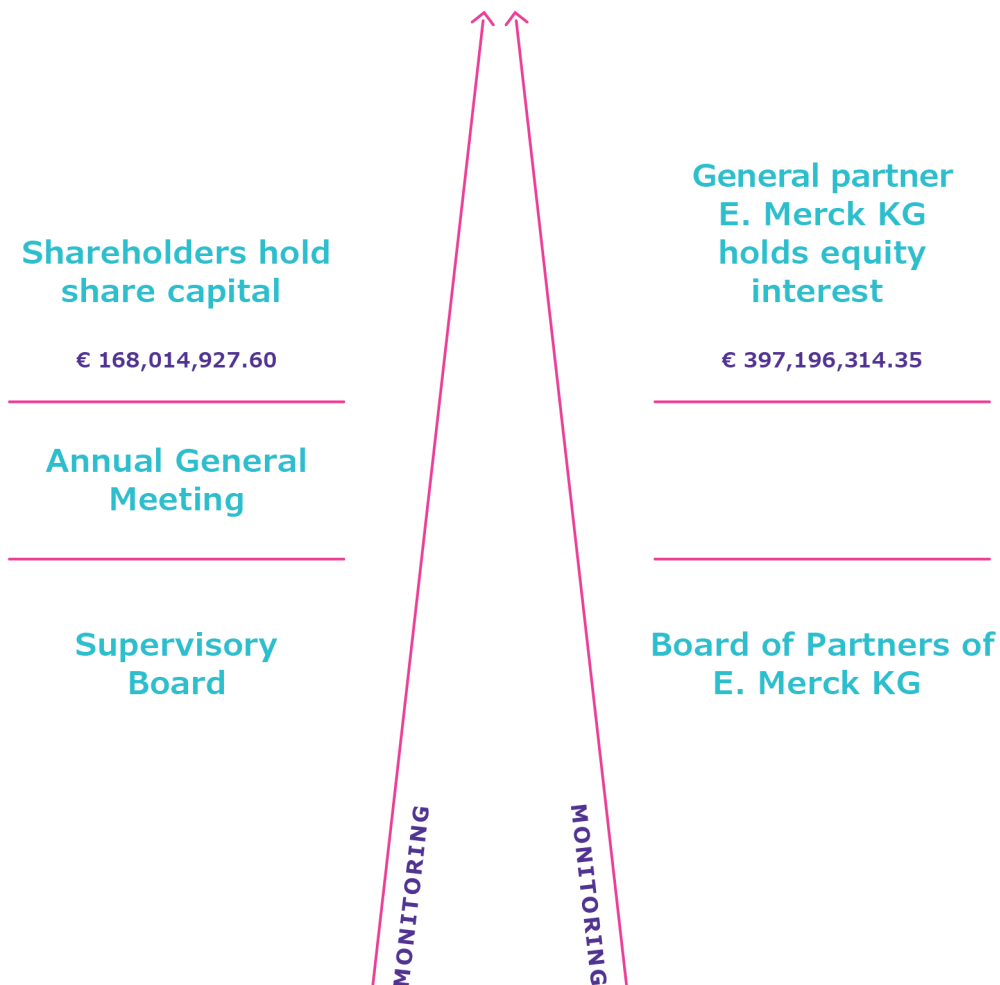 Shareholders hold
share capital
€ 168,014,927.60
Annual General
Meeting
Supervisory
Board
MONITORING
General partner
E. Merck KG
holds equity
interest
€ 397,196,314.35
Board of Partners of
E. Merck KG
MONITORING